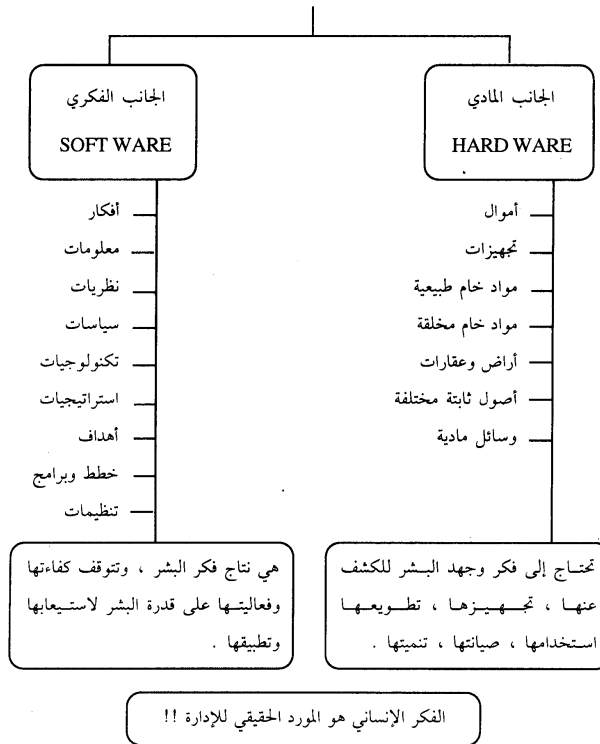 الجانب المادي
HARD WARE
أموال
تجهيزات
مواد خام طبيعية
مواد خام مخلقة
أراض وعقارات
أصول ثابتة مختلفة
وسائل مادية
تحتاج إلى فكر وجهد البشر للكشف
عنها ، تجهيزها ، تطويعها
استخدامها ، صيانتها ، تنميتها .
الجانب الفكري
SOFT WARE
أفكار
معلومات
نظريات
سياسات
تكنولوجيات
استراتيجيات
أهداف
خطط وبرامج
تنظيمات
هي نتاج فكر البشر ، وتتوقف كفاءتها
وفعاليتها على قدرة البشر لاستيعابها
وتطبيقها .
الفكر الإنساني هو المورد الحقيقي للإدارة !!